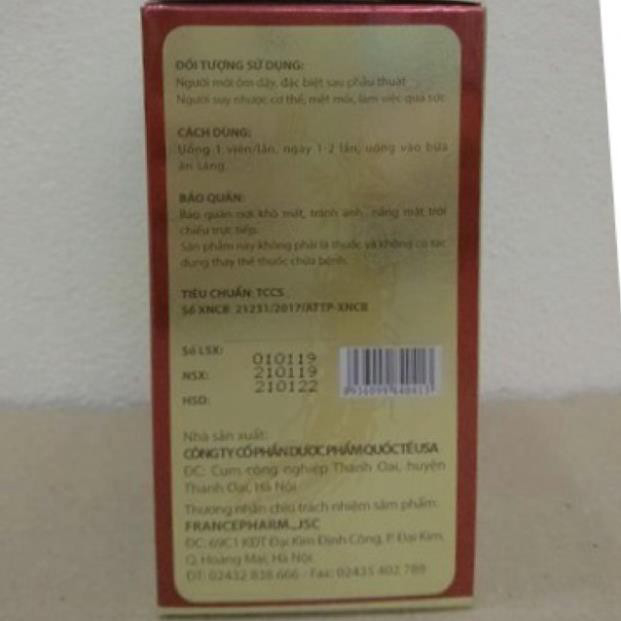 ĐỐI TƯỢNG SỬ DỤNG:
Người mới ốm dậy, đặc biệt sau phẫu thuật
Người suy nhược cơ thể, mệt mỏi, làm việc quá sức
CÁCH DÙNG:
Uống 1 viên/lần, ngày 1-2 lần, uống vào bữa
ăn sáng.
BẢO QUẢN:
Bảo quản nơi khô mát, tránh ánh nắng mặt trời
chiếu trực tiếp.
Sản phẩm này không phải là thuốc và không có tác
dụng thay thế thuốc chữa bệnh.
TIÊU CHUẨN: TCCS
Số XNCB: 21231/2017/ATTP-XNCB
Số LSX: 010119
NSX: 210119
HSD: 210122
Nhà sản xuất:
CÔNG TY CỔ PHẦN DƯỢC PHẨM QUỐC TẾ USA
ĐC: Cụm công nghiệp Thanh Oai, huyện
Thanh Oai, Hà Nội
Thương nhân chịu trách nhiệm sản phẩm:
FRANCEPHARM.,JSC
ĐC: 69C1 KĐT Đại Kim Định Công, P. Đại Kim,
Q. Hoàng Mai, Hà Nội.
ĐT: 02432 838 666 - Fax: 02435 402 789